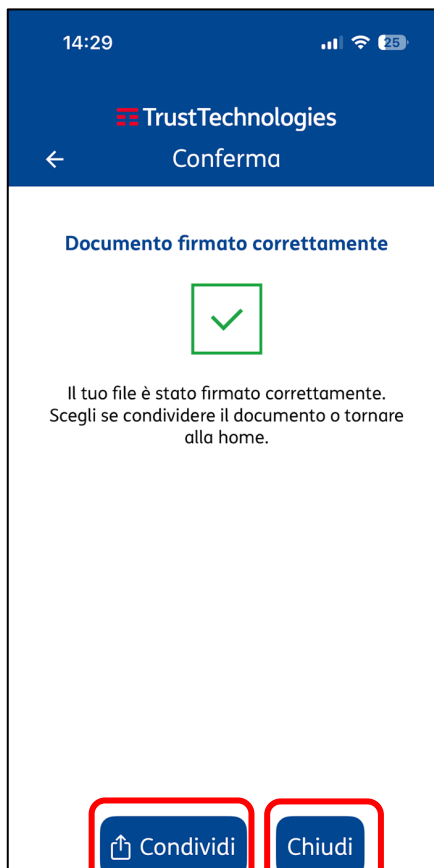 14:29
25
TrustTechnologies
Conferma
Documento firmato correttamente
Il tuo file è stato firmato correttamente.
Scegli se condividere il documento o tornare
alla home.
Condividi
Chiudi